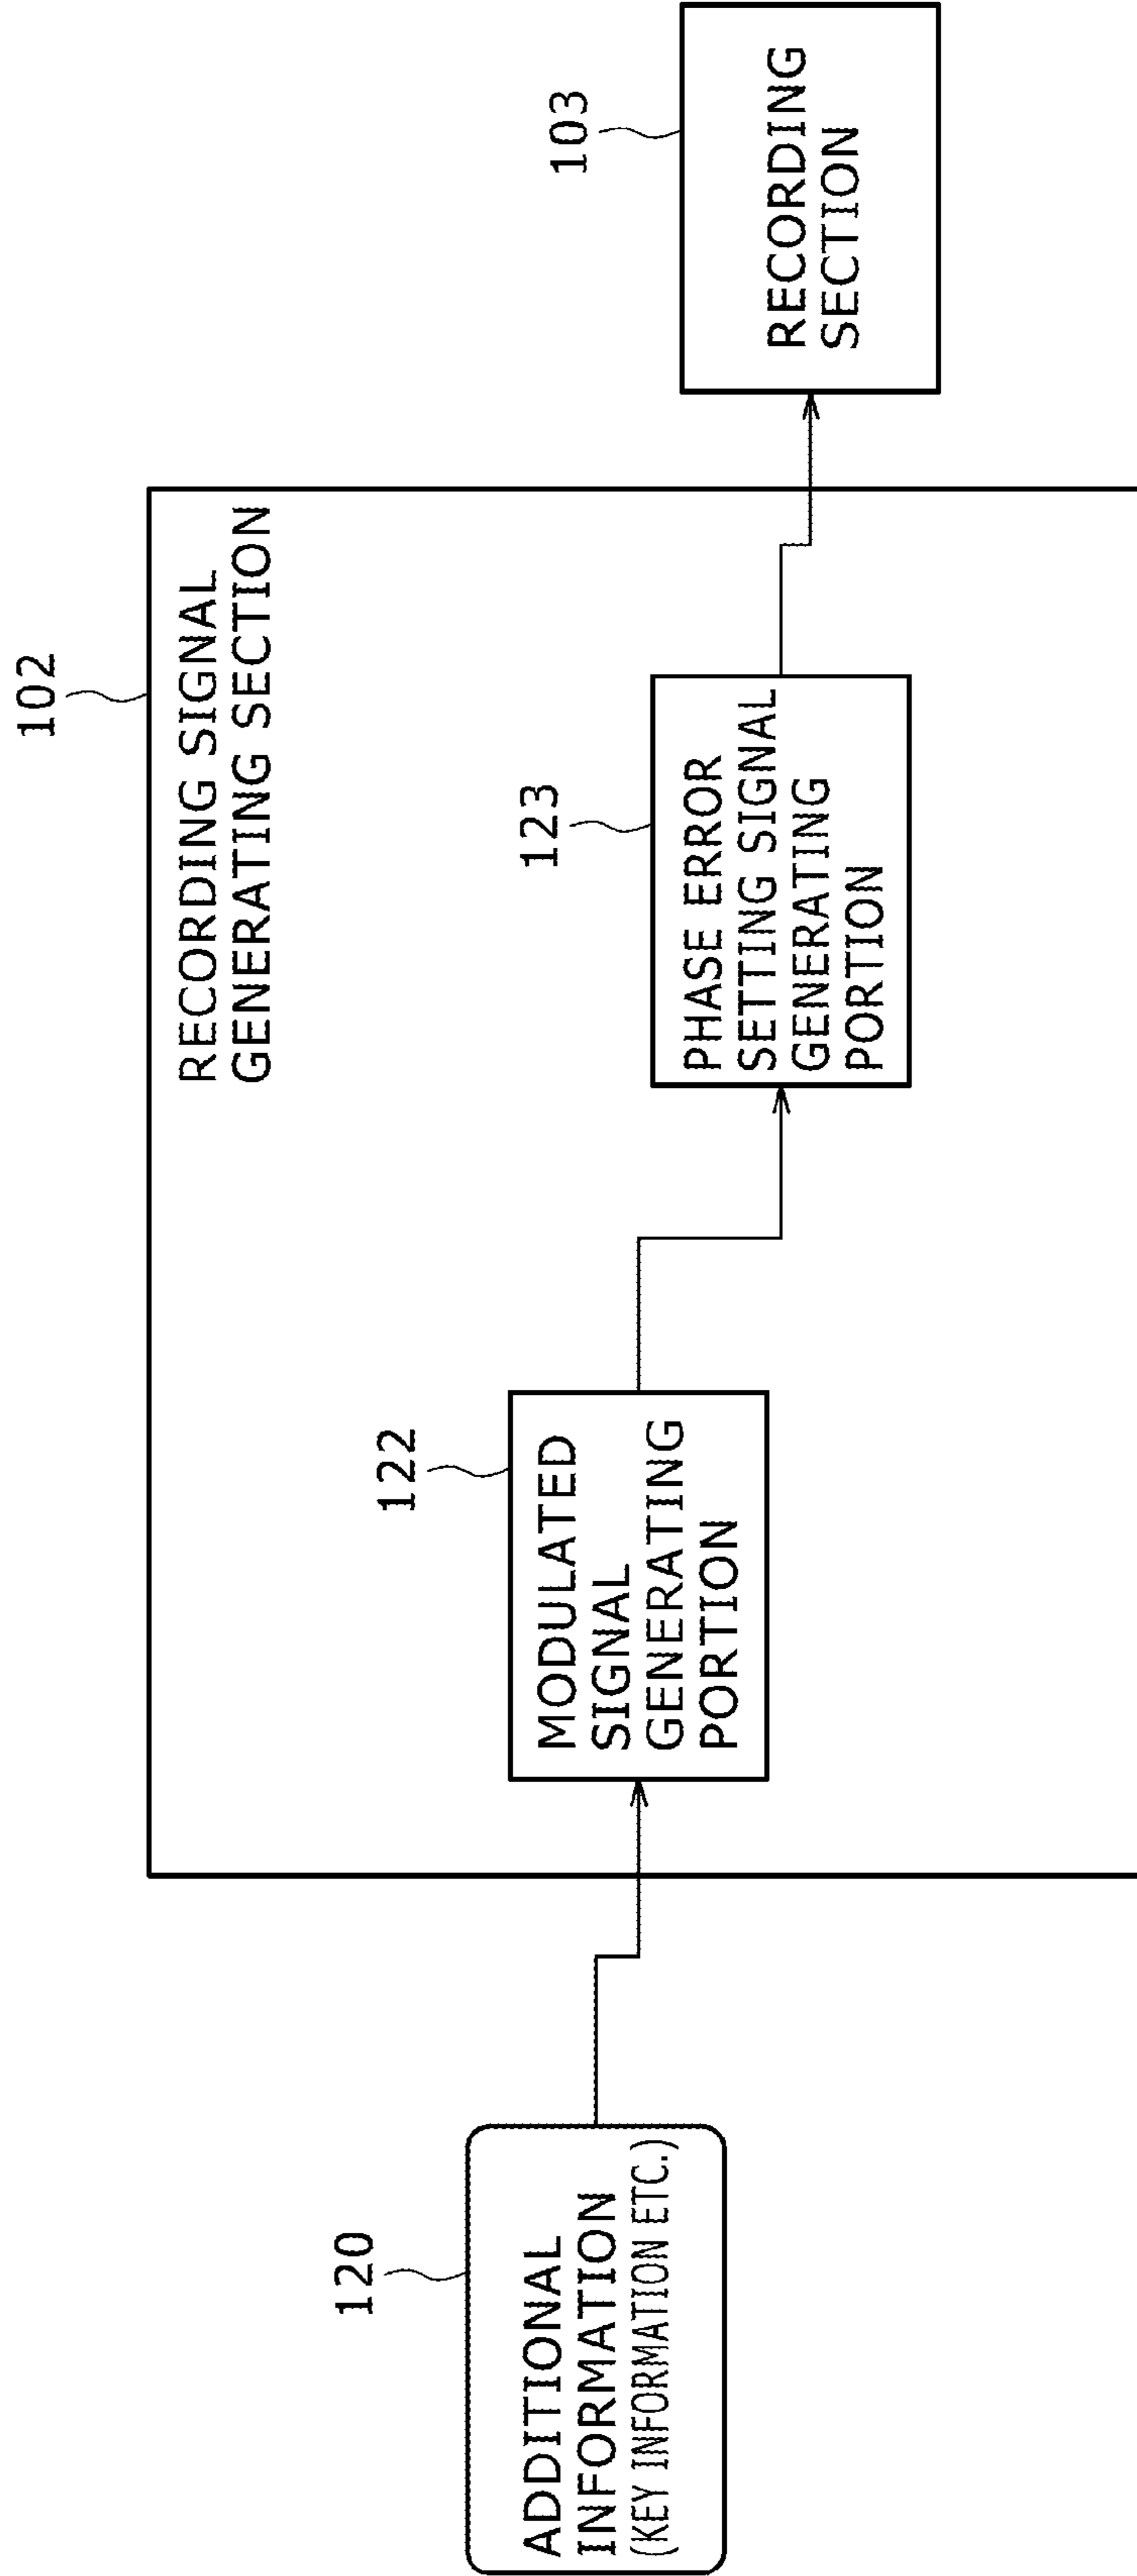 102
RECORDING SIGNAL
GENERATING SECTION
120
ADDITIONAL
INFORMATION
(KEY INFORMATION ETC.)
122
MODULATED
SIGNAL
GENERATING
PORTION
123
PHASE ERROR
SETTING SIGNAL
GENERATING
PORTION
103
RECORDING
SECTION